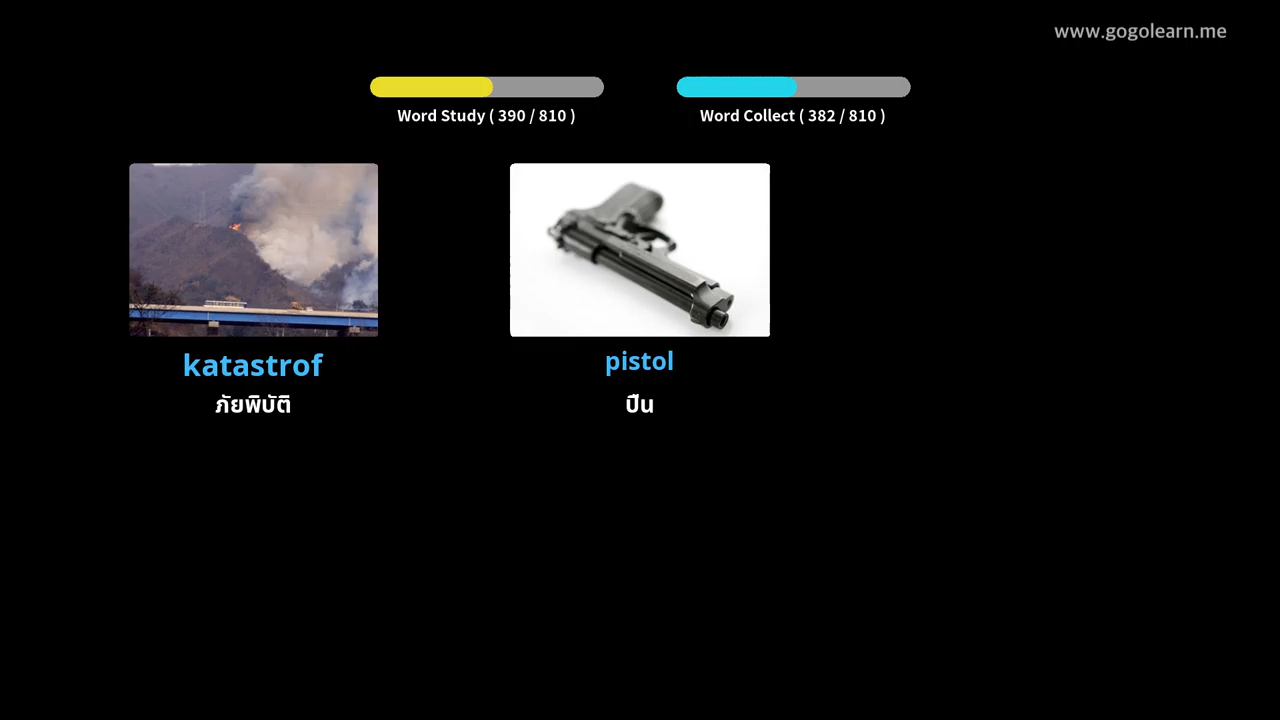 www.gogolearn.me
Word Study ( 390 / 810 )
Word Collect ( 382 / 810 )
katastrof
ภัยพิบัติ
pistol
ปืน